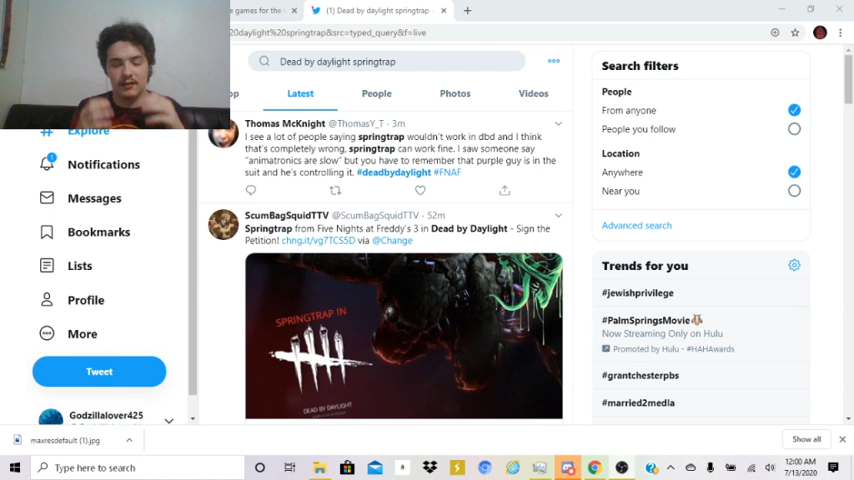 e games for the
(1) Dead by daylight springtrap
20daylight%20springtrap&src=typed_query&f=live
Dead by daylight springtrap
op Latest People Photos Videos
Explore
Notifications
Messages
Bookmarks
Lists
Profile
More
Tweet
Godzillalover425
Thomas McKnight @ThomasY_T · 3m
I see a lot of people saying springtrap wouldn't work in dbd and I think
that's completely wrong, springtrap can work fine. I saw someone say
"animatronics are slow" but you have to remember that purple guy is in the
suit and he's controlling it. #deadbydaylight #FNAF
ScumBagSquidTTV @ScumBagSquidTTV · 52m
Springtrap from Five Nights at Freddy's 3 in Dead by Daylight - Sign the
Petition! chng.it/vg7TCS5D via @Change
SPRINGTRAP IN
DEAD BY DAYLIGHT
Search filters
People
From anyone
People you follow
Location
Anywhere
Near you
Advanced search
Trends for you
#jewishprivilege
#PalmSpringsMovie
Now Streaming Only on Hulu
Promoted by Hulu - #HAHAwards
#grantchesterpbs
#married2media
maxresdefault (1).jpg
Show all
Type here to search
12:00 AM
7/13/2020